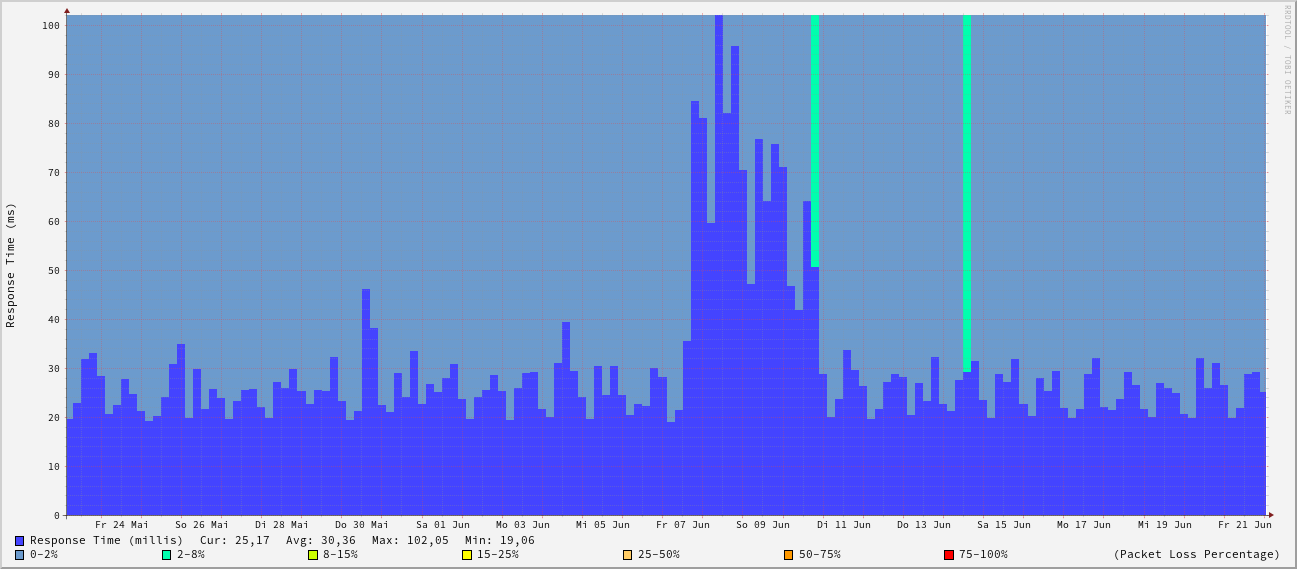 RRDTOOL / TOBI OETIKER
Response Time (ms)
100
90
80
70
60
50
40
30
20
10
0
Fr 24 Mai So 26 Mai Di 28 Mai Do 30 Mai Sa 01 Jun Mo 03 Jun Mi 05 Jun Fr 07 Jun So 09 Jun Di 11 Jun Do 13 Jun Sa 15 Jun Mo 17 Jun Mi 19 Jun Fr 21 Jun
Response Time (millis) Cur: 25,17 Avg: 30,36 Max: 102,05 Min: 19,06
0-2% 2-8% 8-15% 15-25% 25-50% 50-75% 75-100% (Packet Loss Percentage)